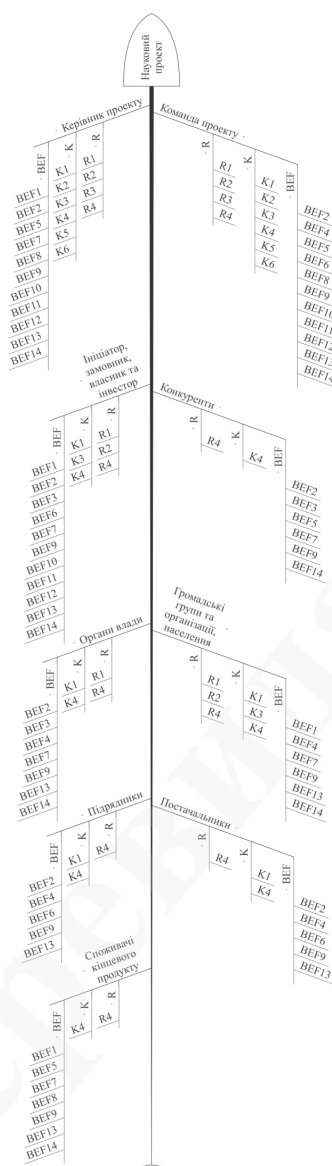 Науковий
проект
Керівник проекту
BEF
BEF1
BEF2
BEF5
BEF7
BEF8
BEF9
BEF10
BEF11
BEF12
BEF13
BEF14
K
K1
K2
K3
K4
K5
K6
R
R1
R2
R3
R4
Команда проекту
R
R1
R2
R3
R4
K
K1
K2
K3
K4
K5
K6
BEF
BEF2
BEF4
BEF5
BEF6
BEF8
BEF9
BEF10
BEF11
BEF12
BEF13
BEF14
Ініціатор,
замовник,
власник та
інвестор
BEF
BEF1
BEF2
BEF3
BEF6
BEF7
BEF9
BEF10
BEF11
BEF12
BEF13
BEF14
K
K1
K3
K4
R
R1
R2
R4
Конкуренти
R
R4
K
K4
BEF
BEF2
BEF3
BEF5
BEF7
BEF9
BEF14
Органи влади
BEF
BEF2
BEF3
BEF4
BEF7
BEF9
BEF13
BEF14
K
K1
K4
R
R1
R4
Громадські
групи та
організації,
населення
R
R1
R2
R4
K
K1
K3
K4
BEF
BEF1
BEF4
BEF7
BEF9
BEF13
BEF14
Підрядники
BEF
BEF2
BEF4
BEF6
BEF9
BEF13
K
K1
K4
R
R4
Постачальники
R
R4
K
K1
K4
BEF
BEF2
BEF4
BEF6
BEF9
BEF13
Споживачі
кінцевого
продукту
BEF
BEF1
BEF5
BEF7
BEF8
BEF9
BEF13
BEF14
K
K4
R
R4